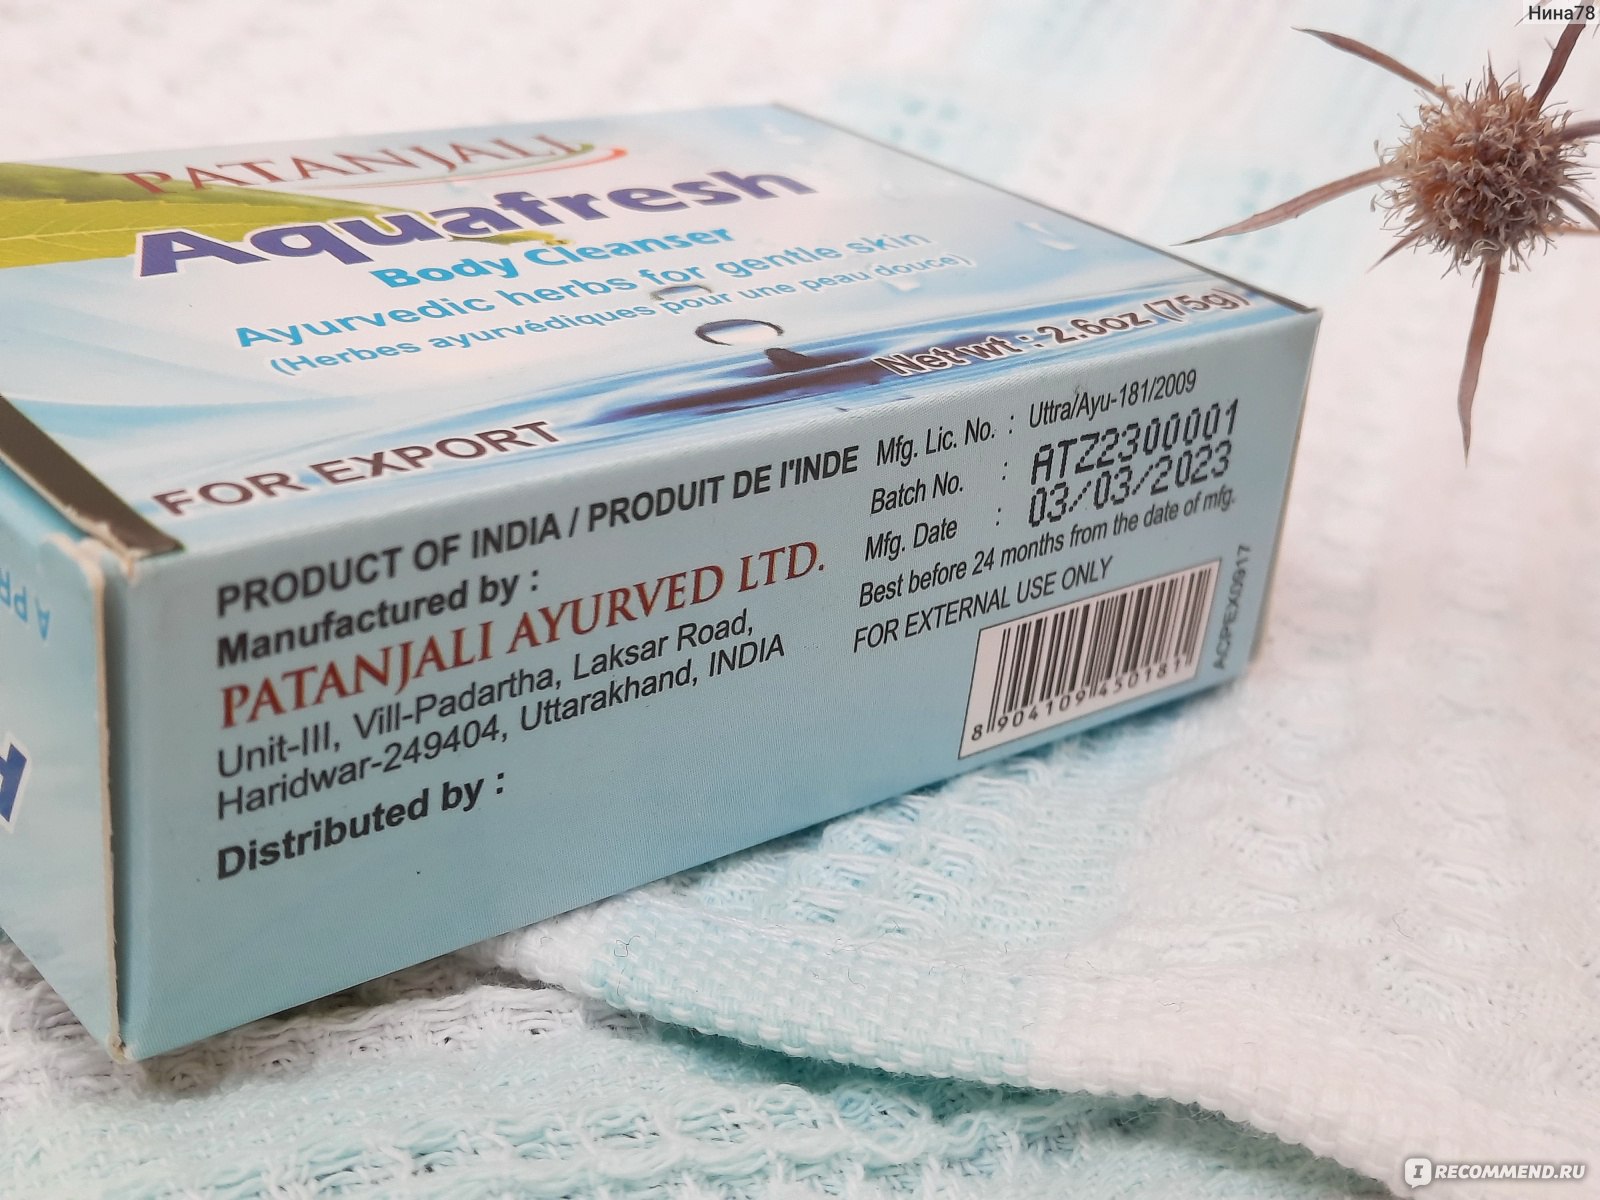 Нина78
PATANJALI
Aquafresh
Body Cleanser
Ayurvedic herbs for gentle skin
(Herbes ayurvédiques pour une peau douce)
Net wt :- 2.6oz (75g)
FOR EXPORT
PRODUCT OF INDIA / PRODUIT DE l'INDE
Manufactured by :
PATANJALI AYURVED LTD.
Unit-III, Vill-Padartha, Laksar Road,
Haridwar-249404, Uttarakhand, INDIA
Distributed by :
Mfg. Lic. No. : Uttra/Ayu-181/2009
Batch No. : ATZ2300001
Mfg. Date : 03/03/2023
Best before 24 months from the date of mfg.
FOR EXTERNAL USE ONLY
8 904109 450181
ACPEX0917
A PR
IRECOMMEND.RU